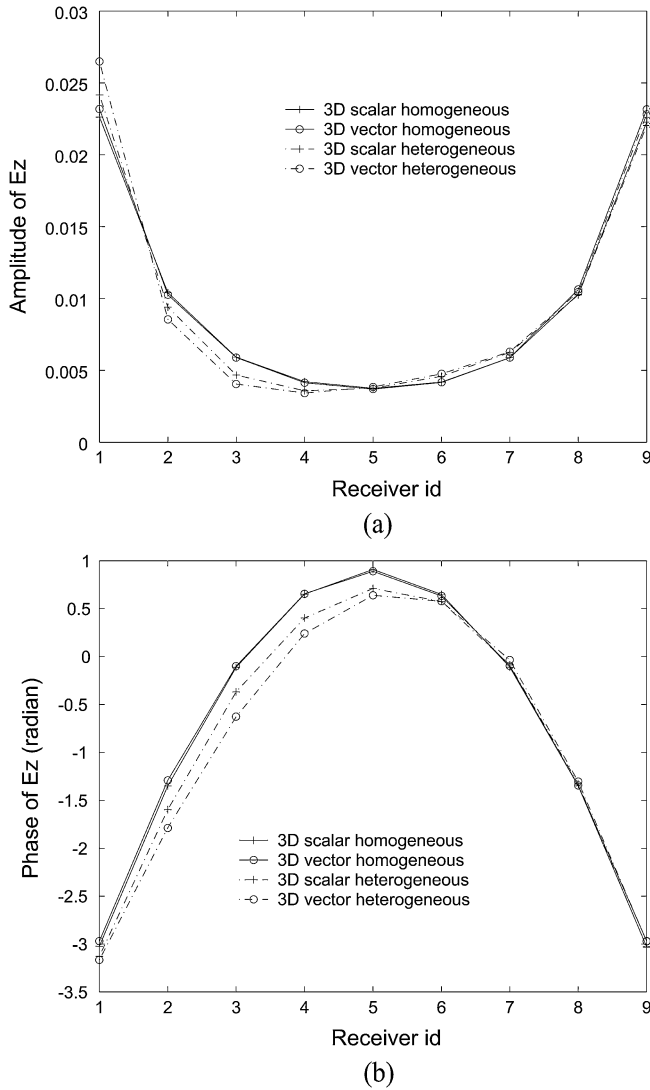 0.03
0.025
0.02
0.015
0.01
0.005
0
Amplitude of Ez
3D scalar homogeneous
3D vector homogeneous
3D scalar heterogeneous
3D vector heterogeneous
1 2 3 4 5 6 7 8 9
Receiver id
(a)
1
0.5
0
-0.5
-1
-1.5
-2
-2.5
-3
-3.5
Phase of Ez (radian)
3D scalar homogeneous
3D vector homogeneous
3D scalar heterogeneous
3D vector heterogeneous
1 2 3 4 5 6 7 8 9
Receiver id
(b)